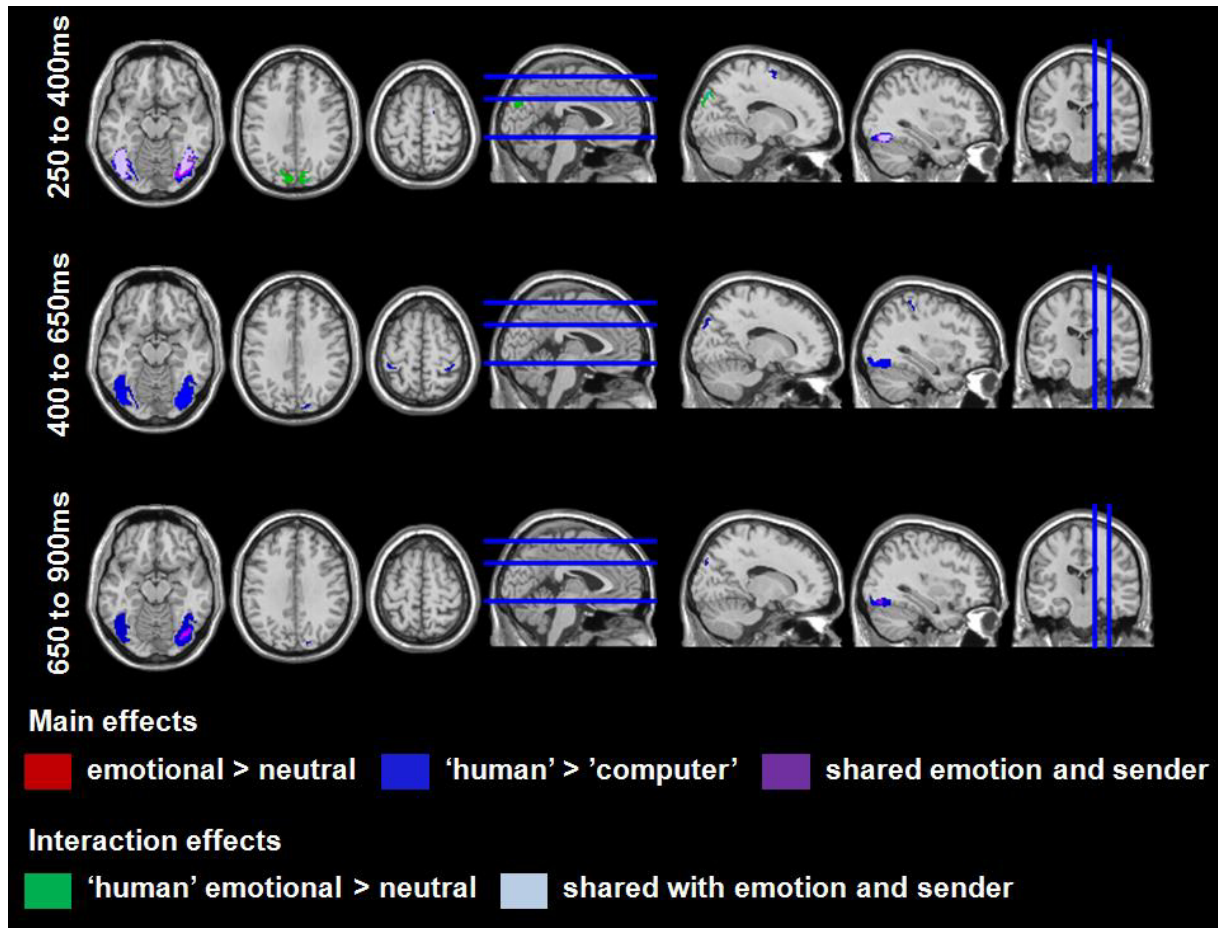 250 to 400ms
400 to 650ms
650 to 900ms
Main effects
emotional > neutral
‘human’ > ’computer’
shared emotion and sender
Interaction effects
‘human’ emotional > neutral
shared with emotion and sender